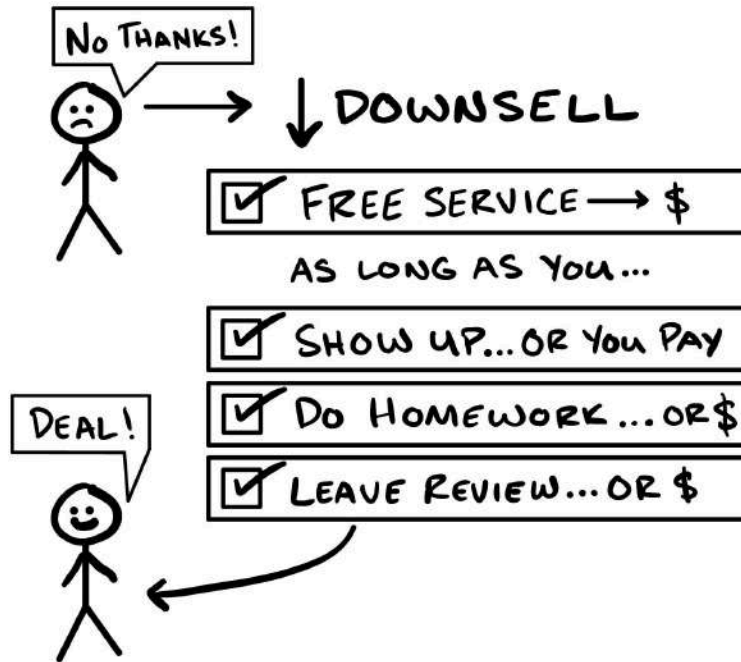 No Thanks!
↓ Downsell
Free Service → $
As long as you...
Show up...or you pay
Do Homework...or $
Leave Review...or $
Deal!